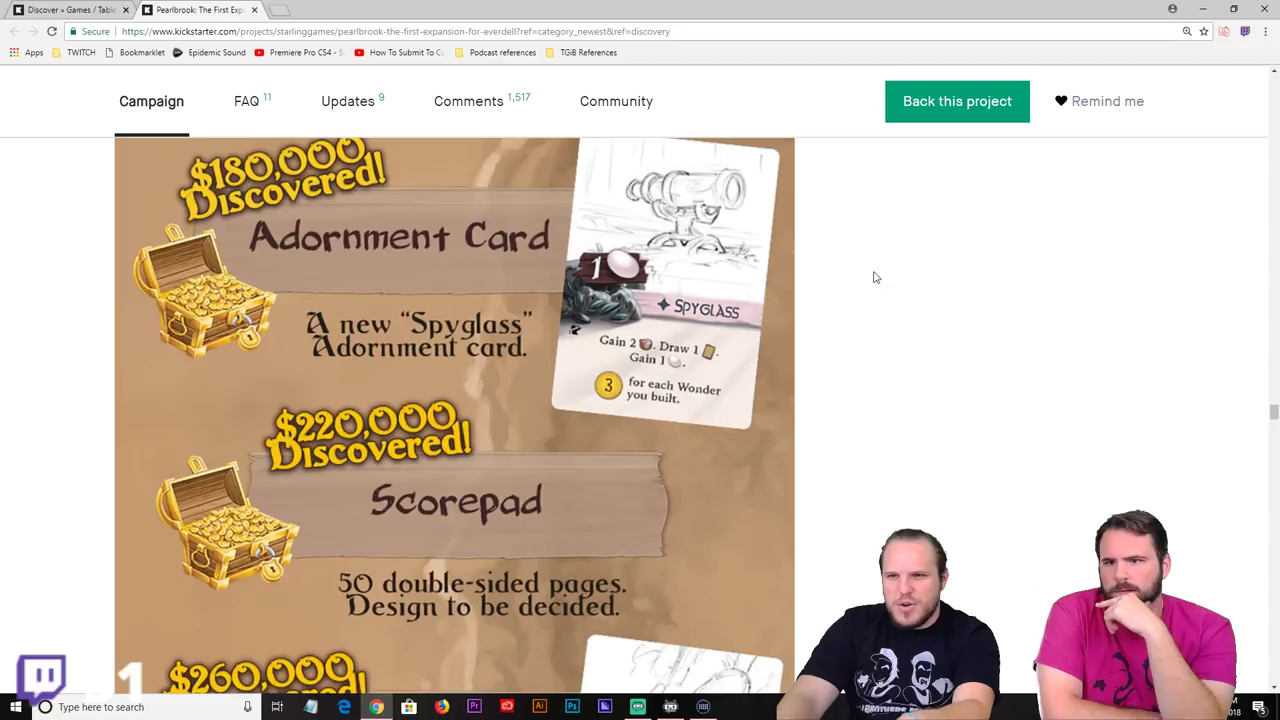 Discover » Games / Table
Pearlbrook: The First Exp
Secure
https://www.kickstarter.com/projects/starlinggames/pearlbrook-the-first-expansion-for-everdell?ref=category_newest&ref=discovery
Apps
TWITCH
Bookmarklet
Epidemic Sound
Premiere Pro CS4 - S
How To Submit To Co
Podcast references
TGiB References
Campaign
FAQ 11
Updates 9
Comments 1,517
Community
Back this project
Remind me
$180,000
Discovered!
Adornment Card
A new "Spyglass"
Adornment card.
1
SPYGLASS
Gain 2 . Draw 1 .
Gain 1 .
3 for each Wonder
you built.
$220,000
Discovered!
Scorepad
50 double-sided pages.
Design to be decided.
$260,000
Type here to search